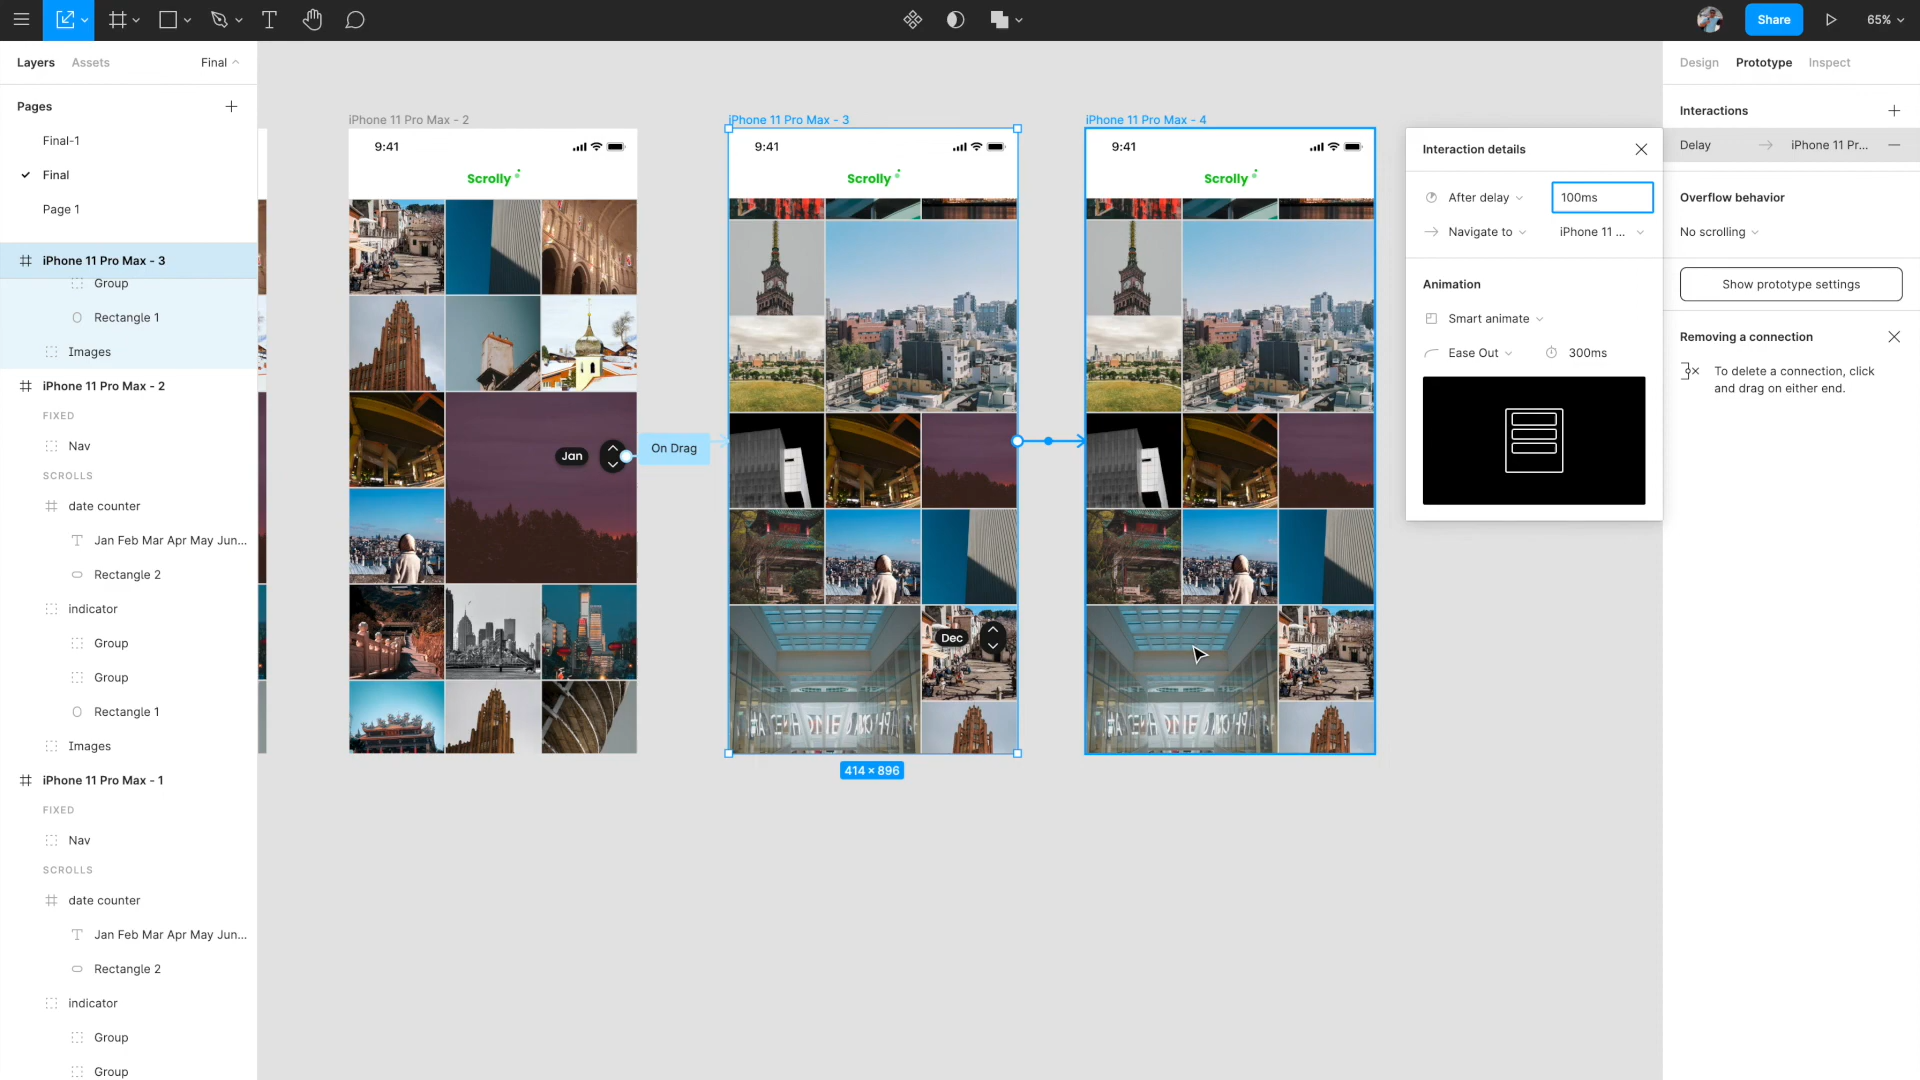 Share
65%
Layers
Assets
Final
Pages
Final-1
Final
Page 1
iPhone 11 Pro Max - 3
Group
Rectangle 1
Images
iPhone 11 Pro Max - 2
FIXED
Nav
SCROLLS
date counter
Jan Feb Mar Apr May Jun...
Rectangle 2
indicator
Group
Group
Rectangle 1
Images
iPhone 11 Pro Max - 1
FIXED
Nav
SCROLLS
date counter
Jan Feb Mar Apr May Jun...
Rectangle 2
indicator
Group
Group
iPhone 11 Pro Max - 2
9:41
Scrolly
Jan
On Drag
iPhone 11 Pro Max - 3
9:41
Scrolly
Dec
414 × 896
iPhone 11 Pro Max - 4
9:41
Scrolly
Interaction details
After delay
100ms
Navigate to
iPhone 11 ...
Animation
Smart animate
Ease Out
300ms
Design
Prototype
Inspect
Interactions
Delay
iPhone 11 Pr...
Overflow behavior
No scrolling
Show prototype settings
Removing a connection
To delete a connection, click
and drag on either end.